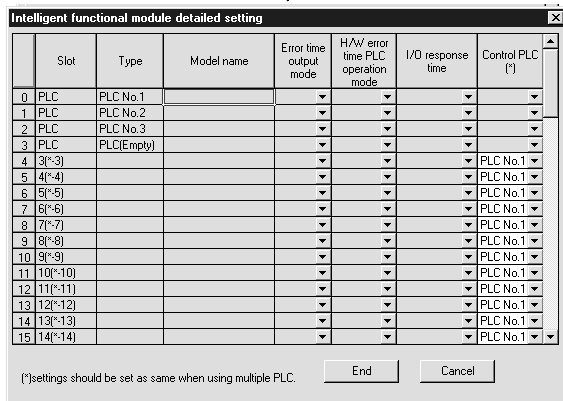 Intelligent functional module detailed setting
Slot Type Model name Error time output mode H/W error time PLC operation mode I/O response time Control PLC (*)
0 PLC PLC No.1
1 PLC PLC No.2
2 PLC PLC No.3
3 PLC PLC(Empty)
4 3(*-3) PLC No.1
5 4(*-4) PLC No.1
6 5(*-5) PLC No.1
7 6(*-6) PLC No.1
8 7(*-7) PLC No.1
9 8(*-8) PLC No.1
10 9(*-9) PLC No.1
11 10(*-10) PLC No.1
12 11(*-11) PLC No.1
13 12(*-12) PLC No.1
14 13(*-13) PLC No.1
15 14(*-14) PLC No.1
(*)settings should be set as same when using multiple PLC. End Cancel